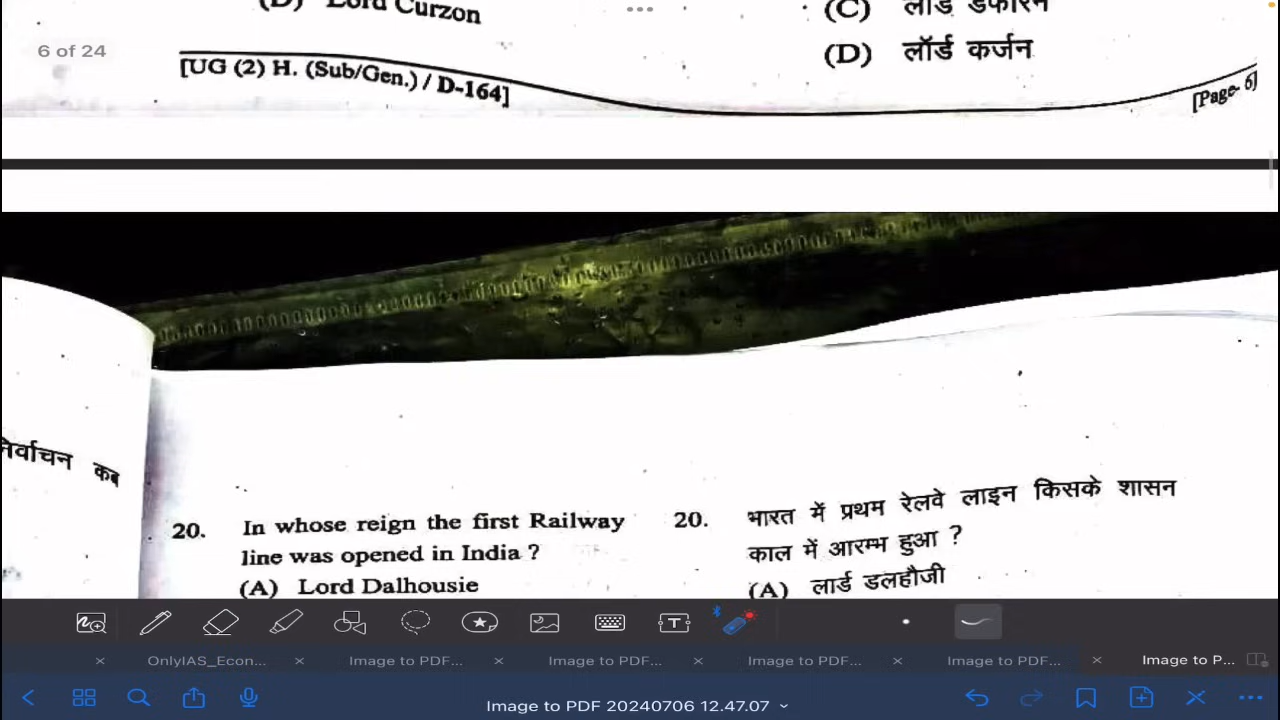 (D) Lord Curzon
(C) लॉर्ड डफरिन
6 of 24
(D) लॉर्ड कर्जन
[UG (2) H. (Sub/Gen.) / D-164]
[Page- 6]
निर्वाचन कब
20. In whose reign the first Railway
line was opened in India ?
(A) Lord Dalhousie
20. भारत में प्रथम रेलवे लाइन किसके शासन
काल में आरम्भ हुआ ?
(A) लार्ड डलहौजी
OnlyIAS_Econ...
Image to PDF...
Image to PDF...
Image to PDF...
Image to PDF...
Image to P...
Image to PDF 20240706 12.47.07